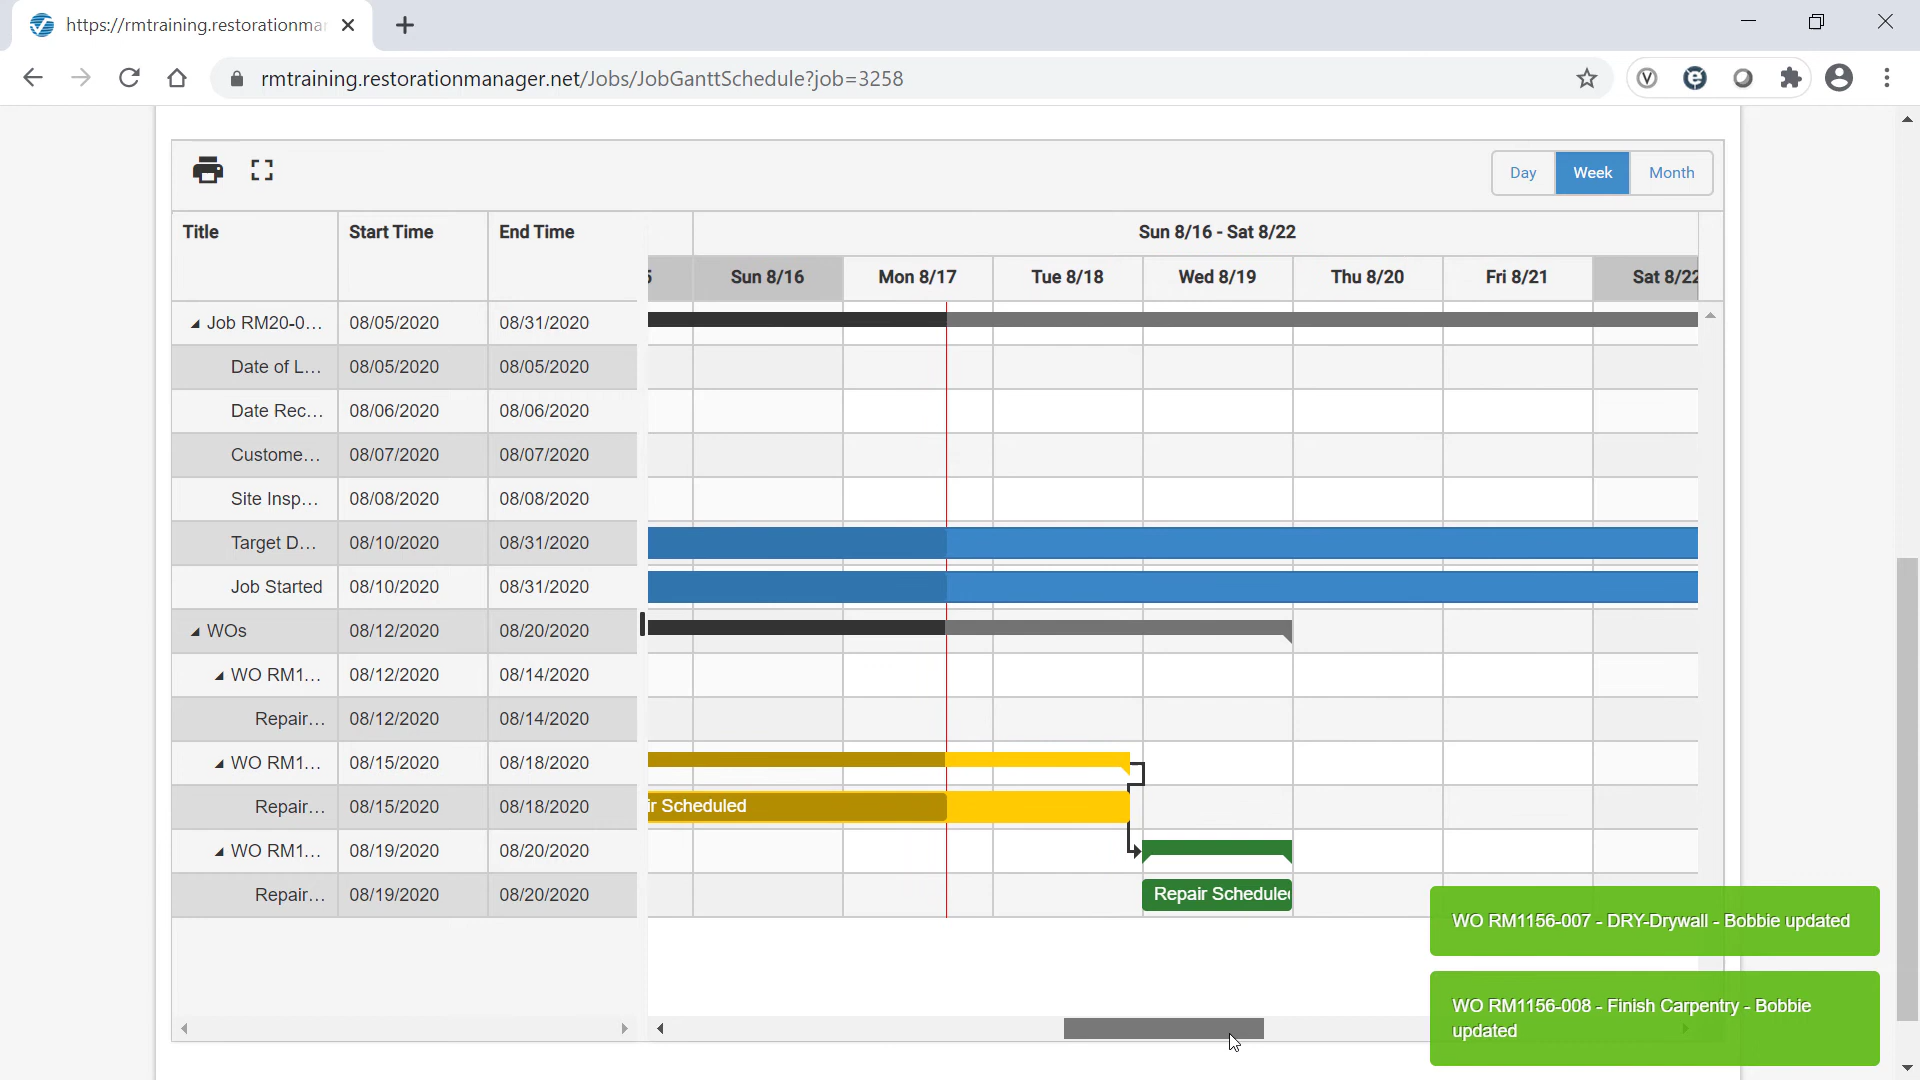 https://rmtraining.restorationmar
rmtraining.restorationmanager.net/Jobs/JobGanttSchedule?job=3258
Day Week Month
Title Start Time End Time Sun 8/16 - Sat 8/22
5 Sun 8/16 Mon 8/17 Tue 8/18 Wed 8/19 Thu 8/20 Fri 8/21 Sat 8/22
Job RM20-0... 08/05/2020 08/31/2020
Date of L... 08/05/2020 08/05/2020
Date Rec... 08/06/2020 08/06/2020
Custome... 08/07/2020 08/07/2020
Site Insp... 08/08/2020 08/08/2020
Target D... 08/10/2020 08/31/2020
Job Started 08/10/2020 08/31/2020
WOs 08/12/2020 08/20/2020
WO RM1... 08/12/2020 08/14/2020
Repair... 08/12/2020 08/14/2020
WO RM1... 08/15/2020 08/18/2020
Repair... 08/15/2020 08/18/2020 ir Scheduled
WO RM1... 08/19/2020 08/20/2020
Repair... 08/19/2020 08/20/2020 Repair Scheduled
WO RM1156-007 - DRY-Drywall - Bobbie updated
WO RM1156-008 - Finish Carpentry - Bobbie
updated